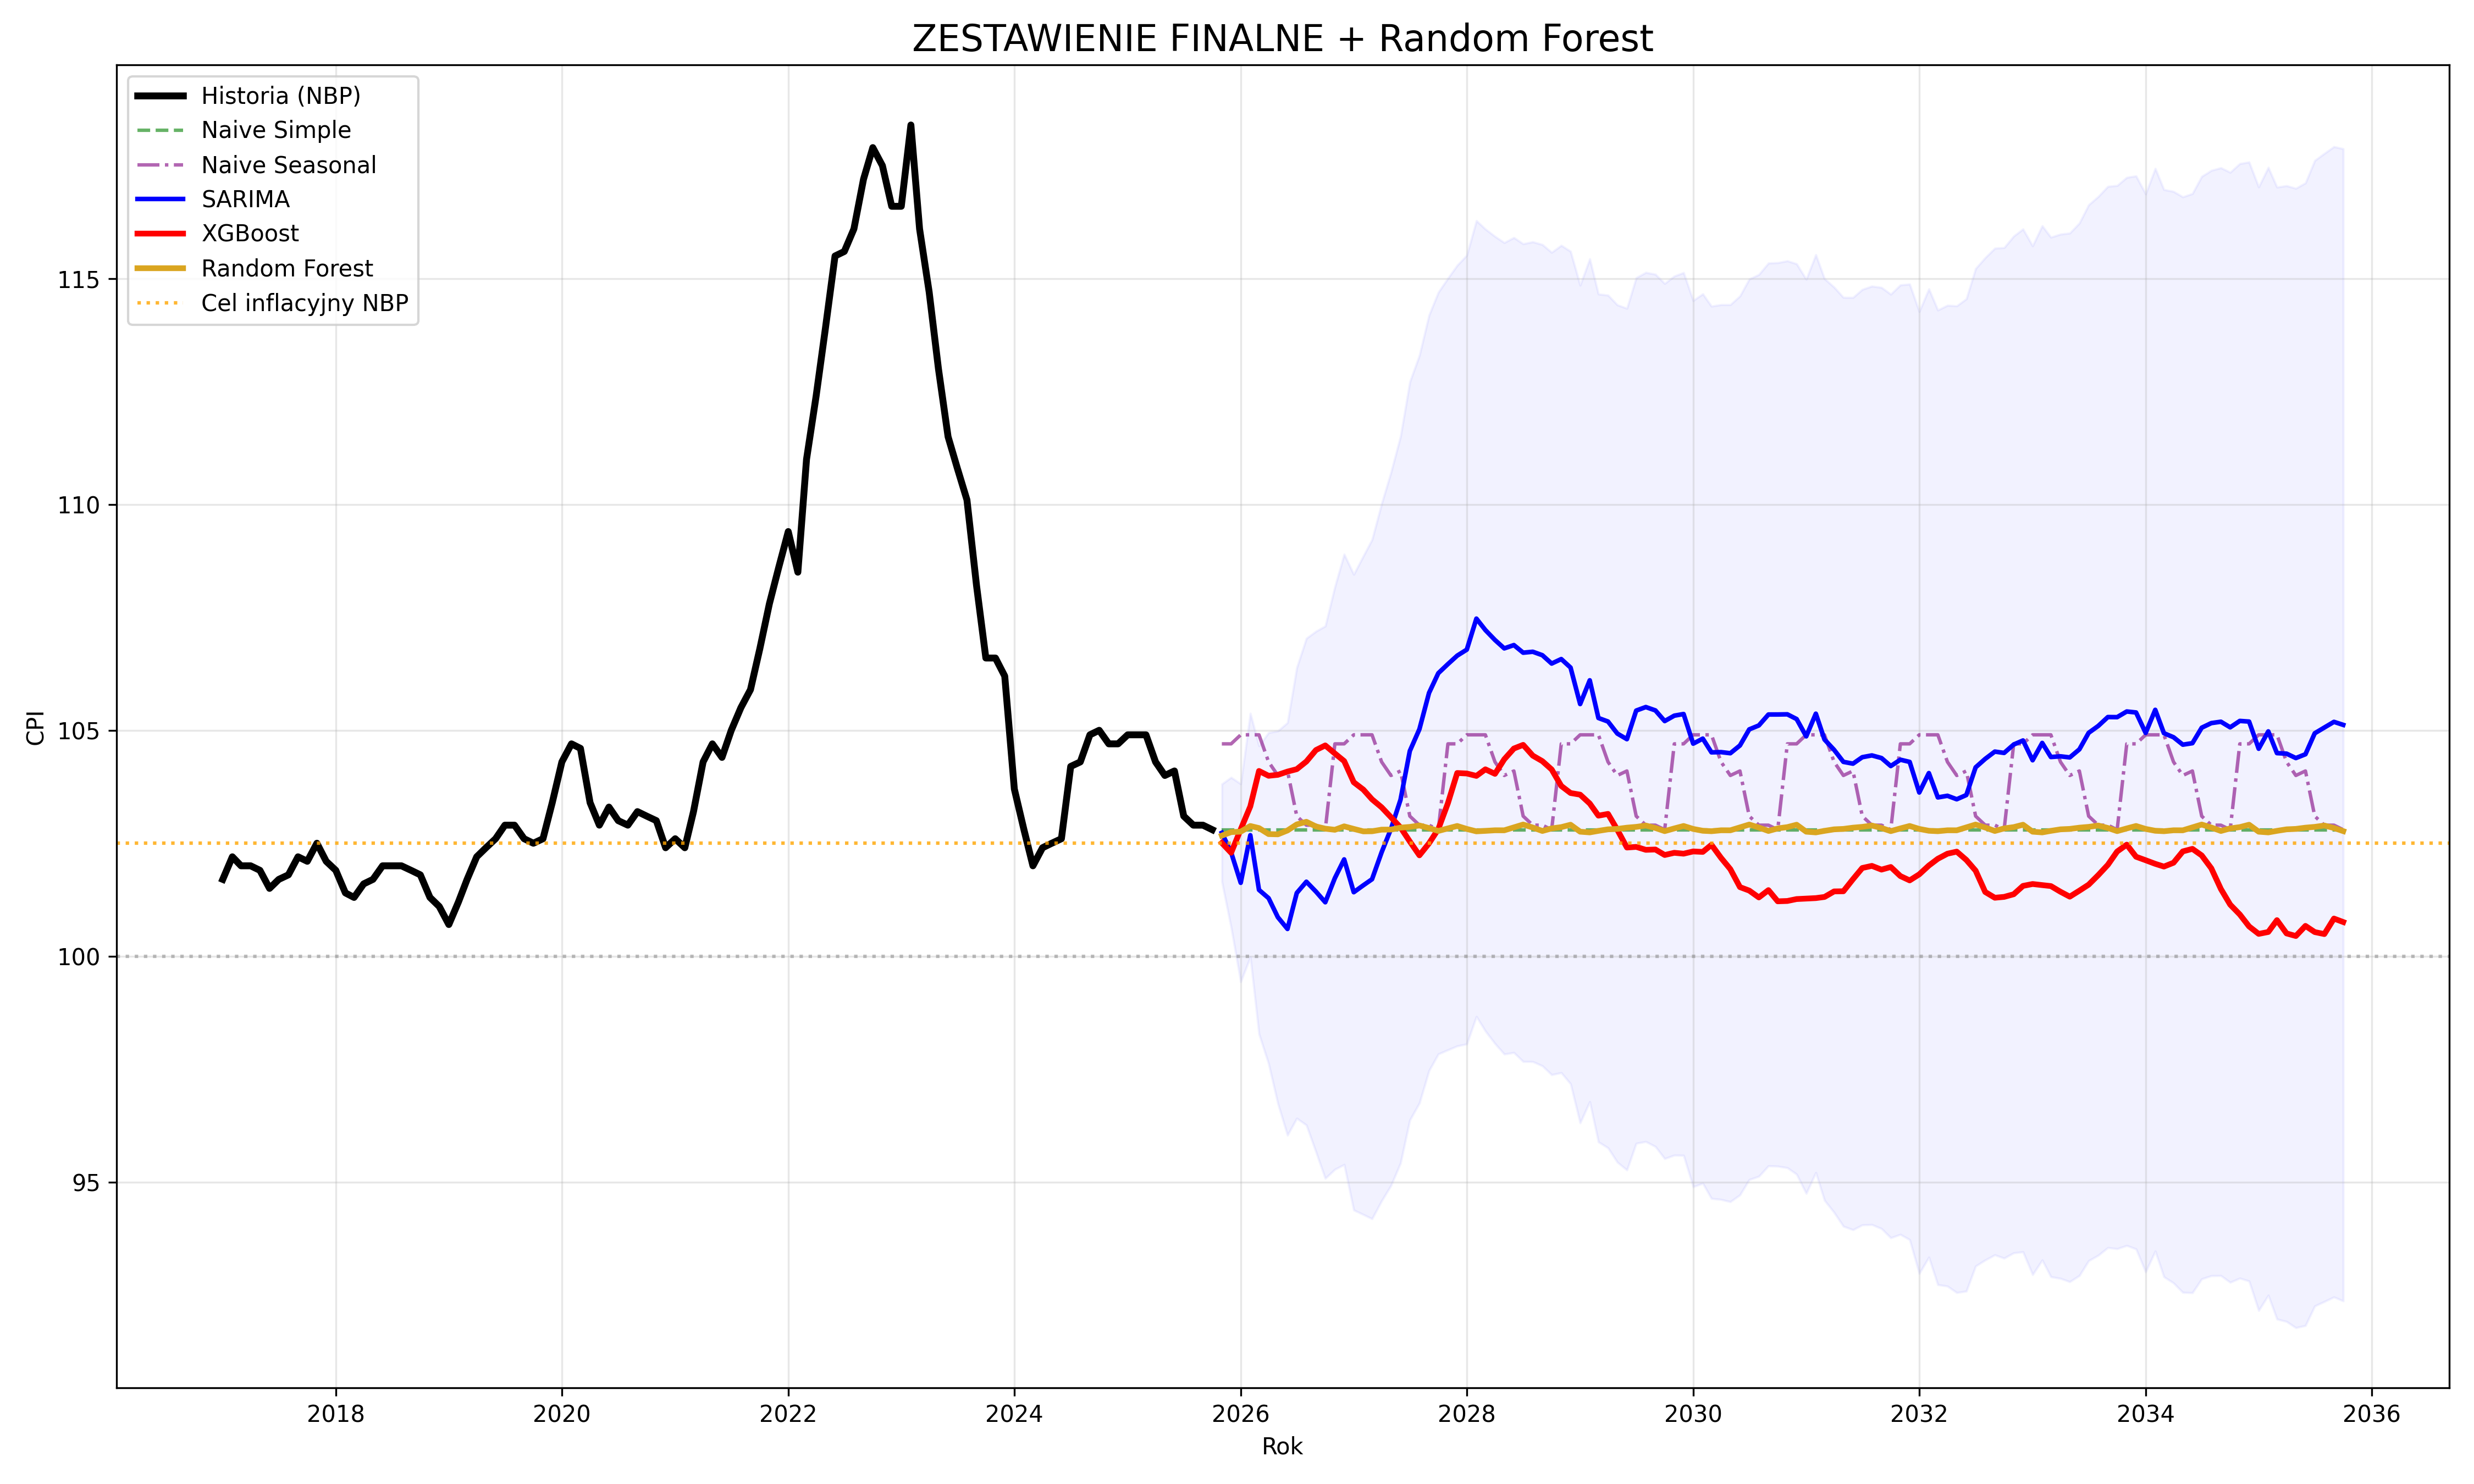 ZESTAWIENIE FINALNE + Random Forest
Historia (NBP)
Naive Simple
Naive Seasonal
SARIMA
XGBoost
Random Forest
Cel inflacyjny NBP
115
110
105
100
95
CPI
2018
2020
2022
2024
2026
2028
2030
2032
2034
2036
Rok